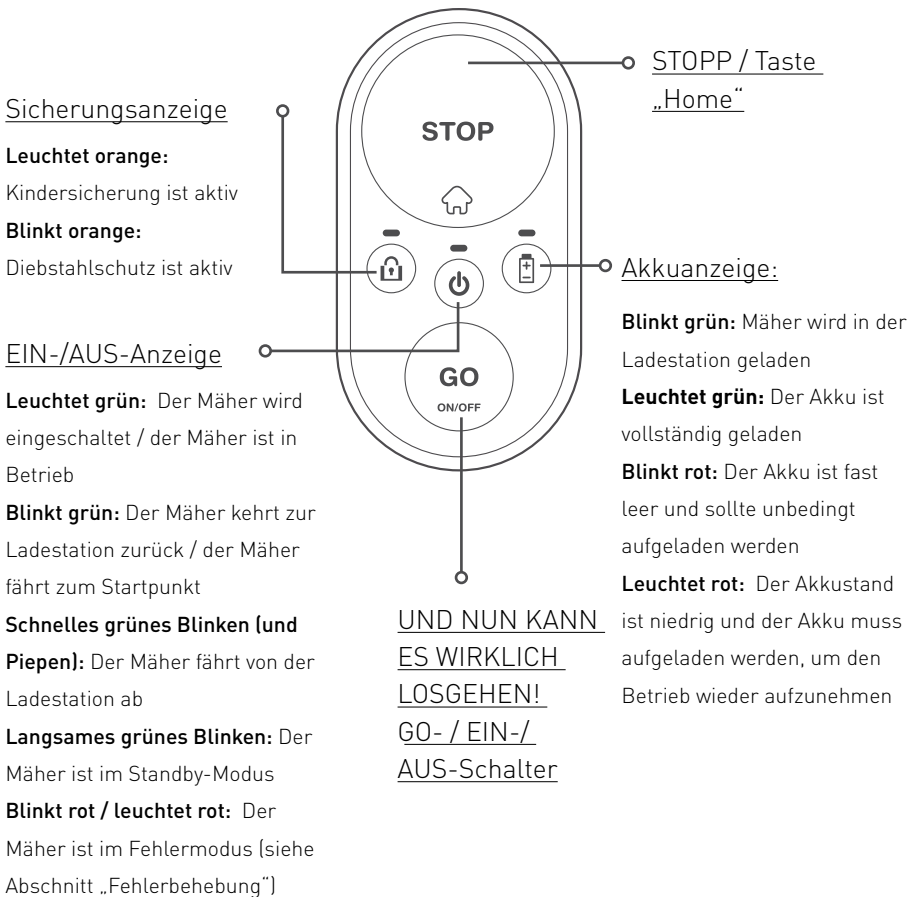 STOPP / Taste
„Home“
Sicherungsanzeige
Leuchtet orange:
Kindersicherung ist aktiv
Blinkt orange:
Diebstahlschutz ist aktiv
STOP
EIN-/AUS-Anzeige
Leuchtet grün: Der Mäher wird
eingeschaltet / der Mäher ist in
Betrieb
Blinkt grün: Der Mäher kehrt zur
Ladestation zurück / der Mäher
fährt zum Startpunkt
Schnelles grünes Blinken (und
Piepen): Der Mäher fährt von der
Ladestation ab
Langsames grünes Blinken: Der
Mäher ist im Standby-Modus
Blinkt rot / leuchtet rot: Der
Mäher ist im Fehlermodus (siehe
Abschnitt „Fehlerbehebung“)
GO
ON/OFF
UND NUN KANN
ES WIRKLICH
LOSGEHEN!
GO- / EIN-/
AUS-Schalter
Akkuanzeige:
Blinkt grün: Mäher wird in der
Ladestation geladen
Leuchtet grün: Der Akku ist
vollständig geladen
Blinkt rot: Der Akku ist fast
leer und sollte unbedingt
aufgeladen werden
Leuchtet rot: Der Akkustand
ist niedrig und der Akku muss
aufgeladen werden, um den
Betrieb wieder aufzunehmen